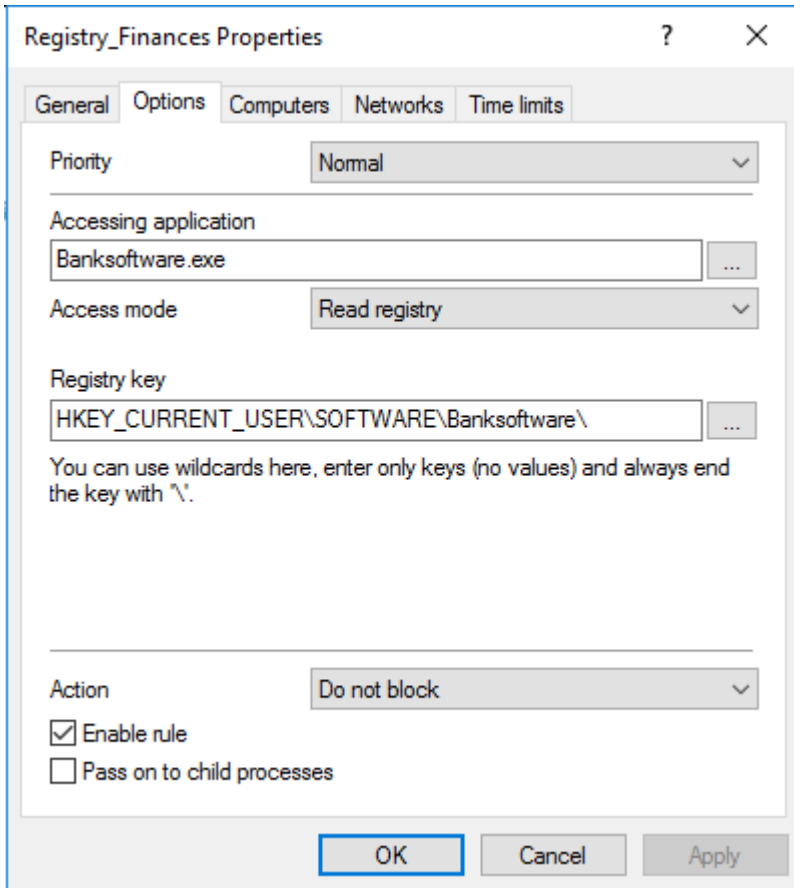 Registry_Finances Properties ?
General Options Computers Networks Time limits
Priority Normal
Accessing application
Banksoftware.exe ...
Access mode Read registry
Registry key
HKEY_CURRENT_USER\SOFTWARE\Banksoftware\ ...
You can use wildcards here, enter only keys (no values) and always end
the key with '\'.
Action Do not block
Enable rule
Pass on to child processes
OK Cancel Apply